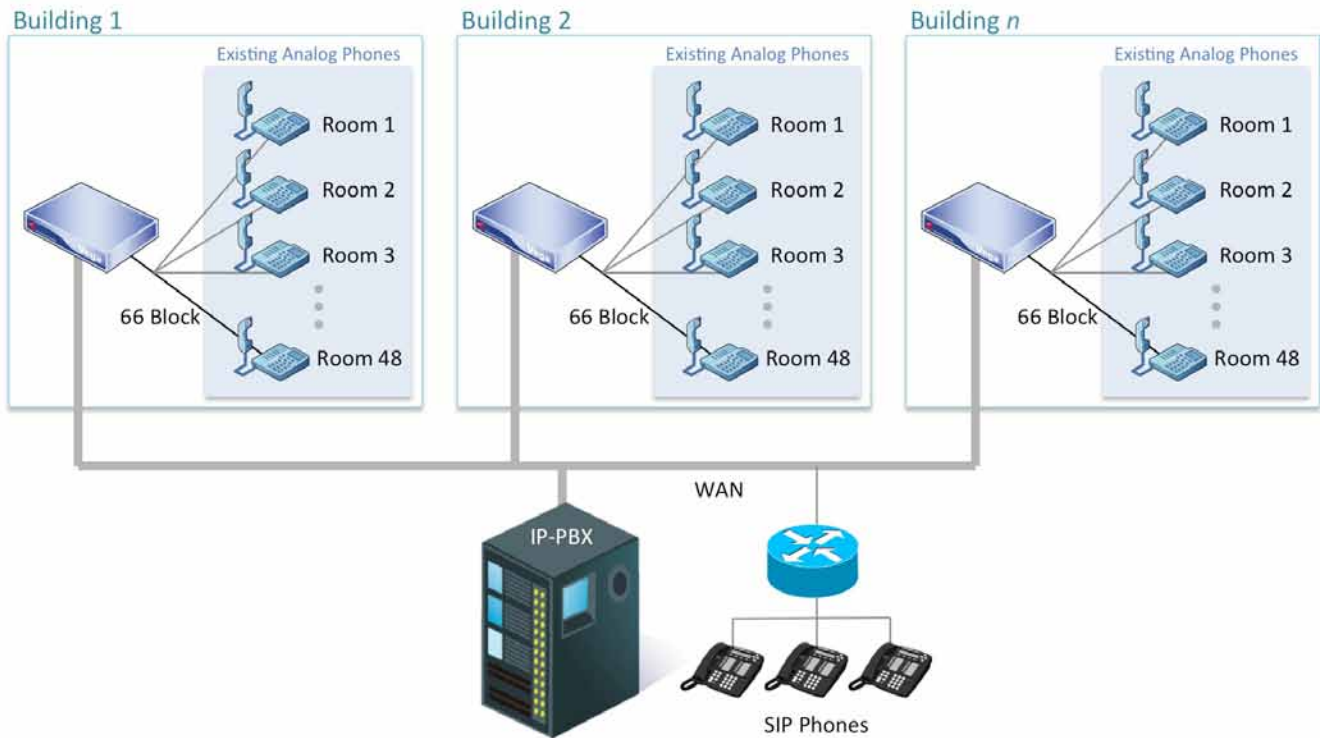 Building 1
Existing Analog Phones
Room 1
Room 2
Room 3
66 Block
Room 48
Building 2
Existing Analog Phones
Room 1
Room 2
Room 3
66 Block
Room 48
Building n
Existing Analog Phones
Room 1
Room 2
Room 3
66 Block
Room 48
WAN
IP-PBX
SIP Phones